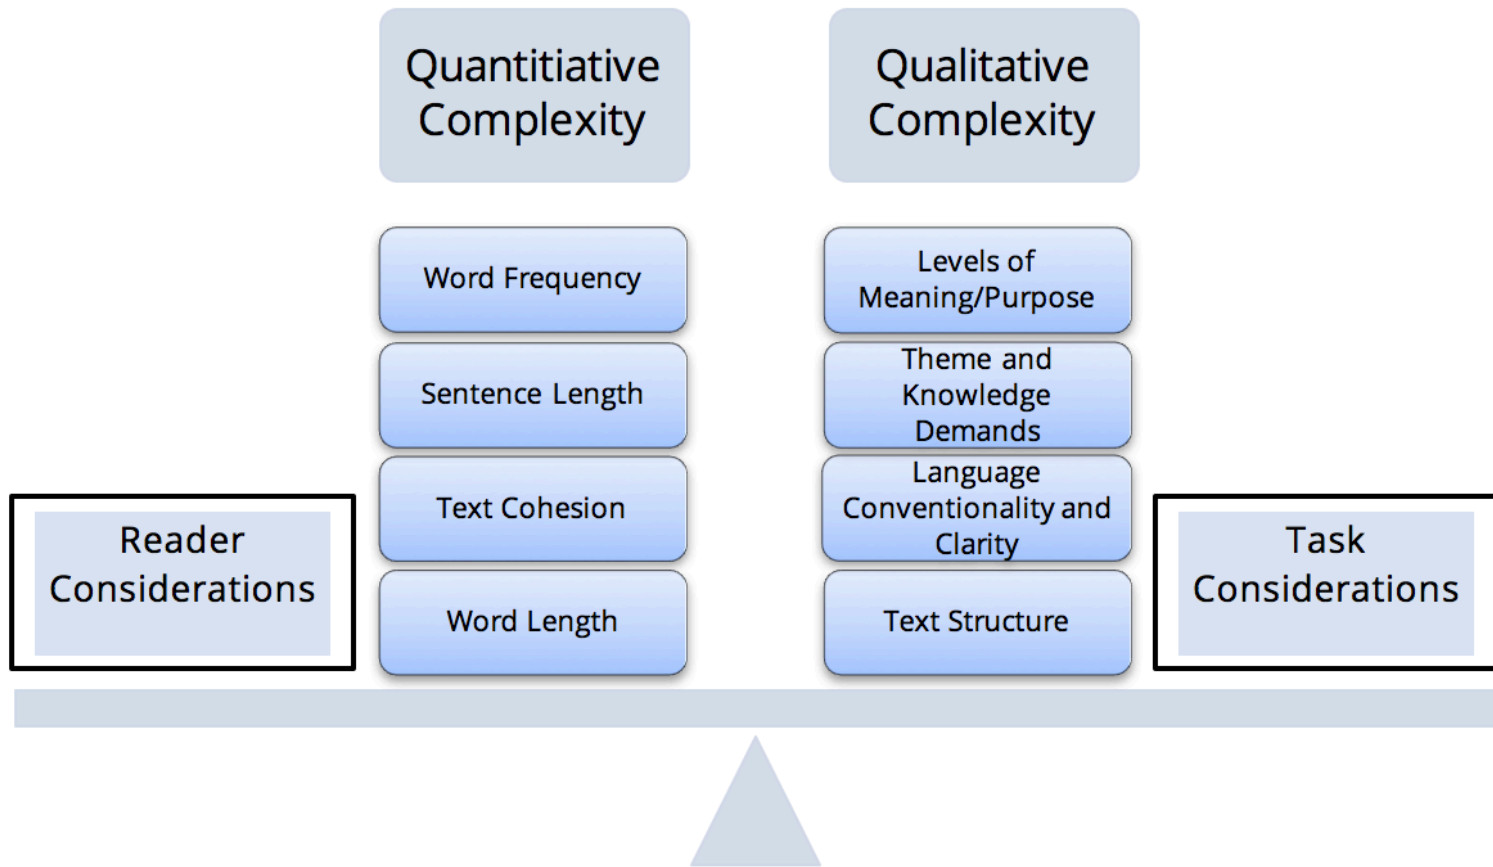 Quantitiative
Complexity
Qualitative
Complexity
Word Frequency
Sentence Length
Text Cohesion
Word Length
Levels of
Meaning/Purpose
Theme and
Knowledge
Demands
Language
Conventionality and
Clarity
Text Structure
Reader
Considerations
Task
Considerations